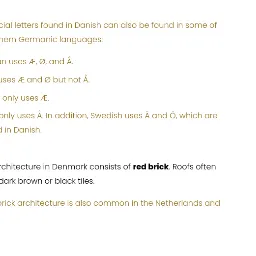 cial letters found in Danish can also be found in some of
hern Germanic languages:
n uses Æ, Ø, and Å.
uses Æ and Ø but not Å.
only uses Æ.
only uses Å. In addition, Swedish uses Ä and Ö, which are
d in Danish.
rchitecture in Denmark consists of red brick. Roofs often
dark brown or black tiles.
brick architecture is also common in the Netherlands and